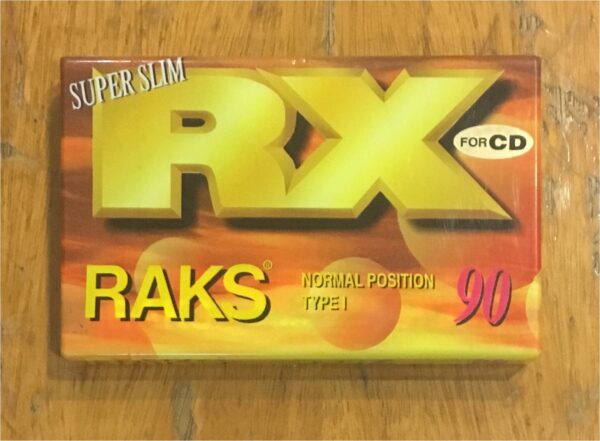 SUPER SLIM
RX
FOR CD
RAKS®
NORMAL POSITION
TYPE I
90